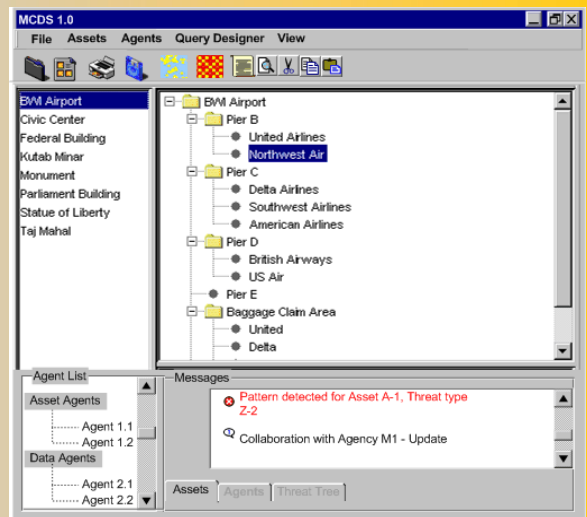 MCDS 1.0
File Assets Agents Query Designer View
BWI Airport
Civic Center
Federal Building
Kutab Minar
Monument
Parliament Building
Statue of Liberty
Taj Mahal
BWI Airport
Pier B
United Airlines
Northwest Air
Pier C
Delta Airlines
Southwest Airlines
American Airlines
Pier D
British Airways
US Air
Pier E
Baggage Claim Area
United
Delta
Agent List
Asset Agents
Agent 1.1
Agent 1.2
Data Agents
Agent 2.1
Agent 2.2
Messages
Pattern detected for Asset A-1, Threat type
Z-2
Collaboration with Agency M1 - Update
Assets Agents Threat Tree